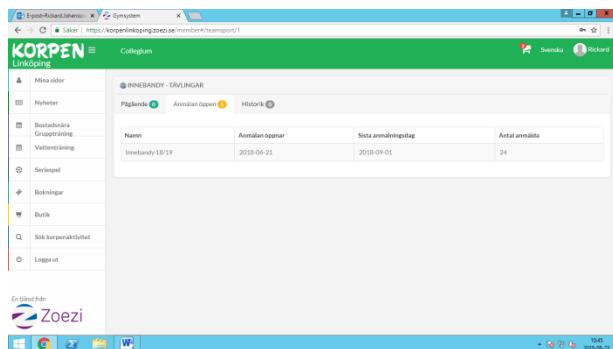 E-post–Rickard.Johansso
Gymsystem
Säker | https://korpenlinkoping.zoezi.se/member#/teamsport/1
KORPEN
Linköping
Collegium
Svenska
Rickard
Mina sidor
INNEBANDY - TÄVLINGAR
Nyheter
Pågående 0
Anmälan öppen 1
Historik 0
Bostadsnära
Gruppträning
Namn Anmälan öppnar Sista anmälningsdag Antal anmälda
Vattenträning
Innebandy 18/19 2018-06-21 2018-09-01 24
Seriespel
Bokningar
Butik
Sök korpenaktivitet
Logga ut
En tjänst från
Zoezi